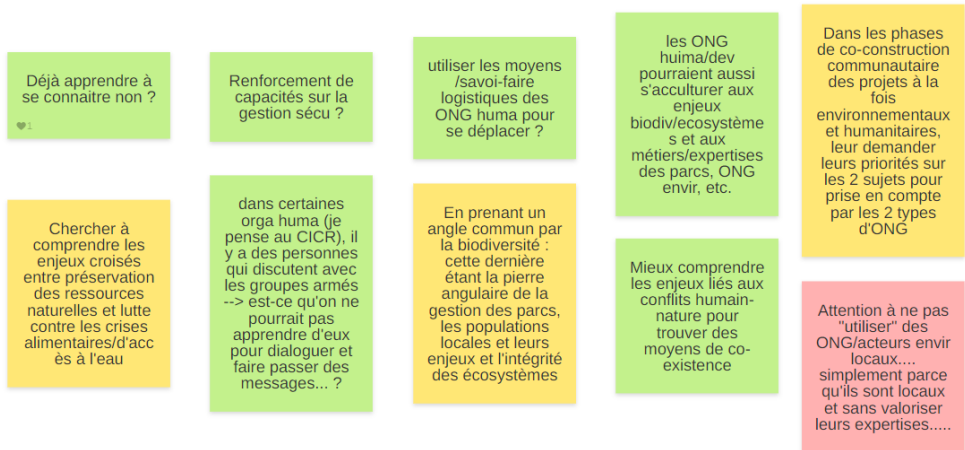 Déjà apprendre à
se connaitre non ?
1
Renforcement de
capacités sur la
gestion sécu ?
utiliser les moyens
/savoi-faire
logistiques des
ONG huma pour
se déplacer ?
les ONG
huima/dev
pourraient aussi
s'acculturer aux
enjeux
biodiv/ecosystème
s et aux
métiers/expertises
des parcs, ONG
envir, etc.
Dans les phases
de co-construction
communautaire
des projets à la
fois
environnementaux
et humanitaires,
leur demander
leurs priorités sur
les 2 sujets pour
prise en compte
par les 2 types
d'ONG
Chercher à
comprendre les
enjeux croisés
entre préservation
des ressources
naturelles et lutte
contre les crises
alimentaires/d'acc
ès à l'eau
dans certaines
orga huma (je
pense au CICR), il
y a des personnes
qui discutent avec
les groupes armés
--> est-ce qu'on ne
pourrait pas
apprendre d'eux
pour dialoguer et
faire passer des
messages... ?
En prenant un
angle commun par
la biodiversité :
cette dernière
étant la pierre
angulaire de la
gestion des parcs,
les populations
locales et leurs
enjeux et l'intégrité
des écosystèmes
Mieux comprendre
les enjeux liés aux
conflits humain-
nature pour
trouver des
moyens de co-
existence
Attention à ne pas
"utiliser" des
ONG/acteurs envir
locaux....
simplement parce
qu'ils sont locaux
et sans valoriser
leurs expertises.....